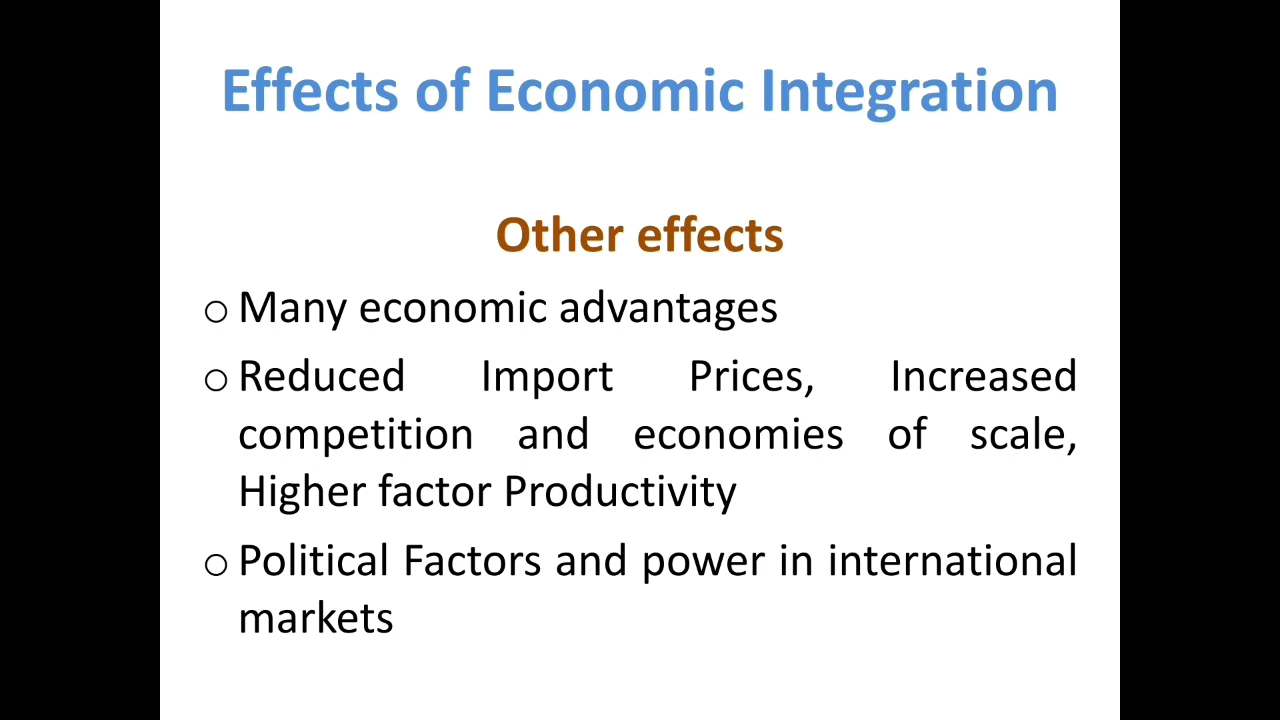 Effects of Economic Integration
Other effects
○ Many economic advantages
○ Reduced Import Prices, Increased
competition and economies of scale,
Higher factor Productivity
○ Political Factors and power in international
markets